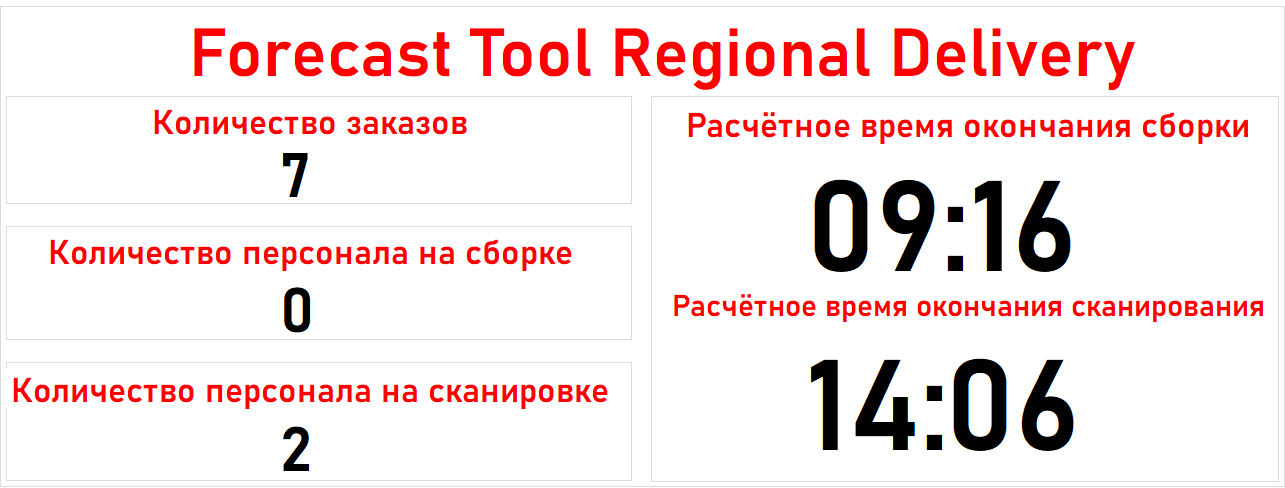 Forecast Tool Regional Delivery
Количество заказов
7
Количество персонала на сборке
0
Количество персонала на сканировке
2
Расчётное время окончания сборки
09:16
Расчётное время окончания сканирования
14:06